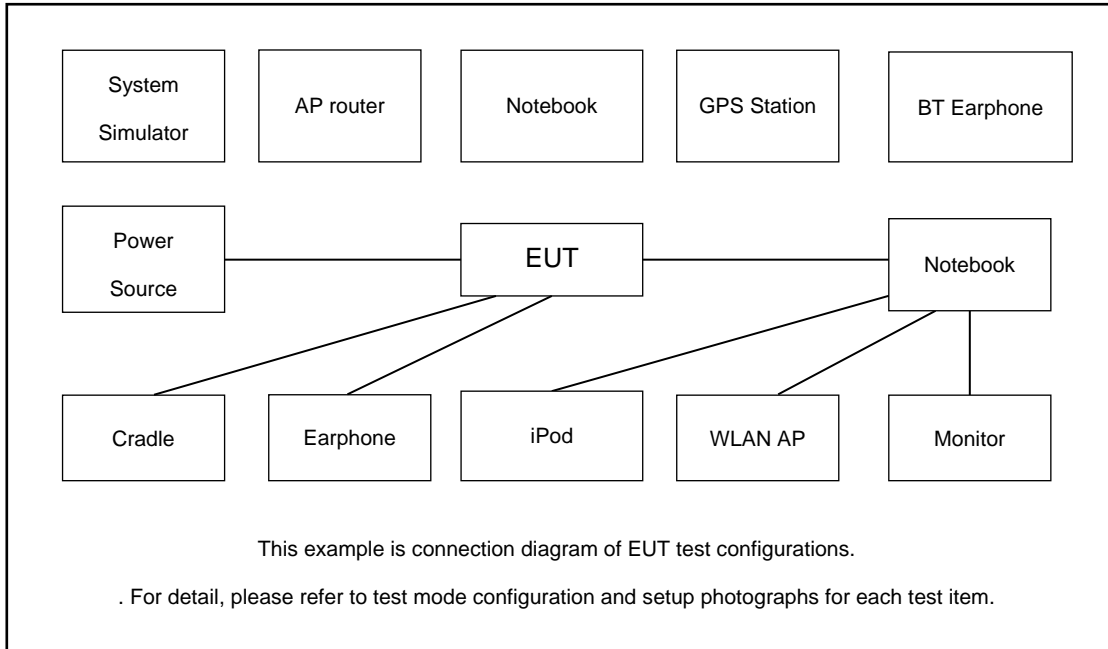 System
Simulator
AP router
Notebook
GPS Station
BT Earphone
Power
Source
EUT
Notebook
Cradle
Earphone
iPod
WLAN AP
Monitor
This example is connection diagram of EUT test configurations.
. For detail, please refer to test mode configuration and setup photographs for each test item.